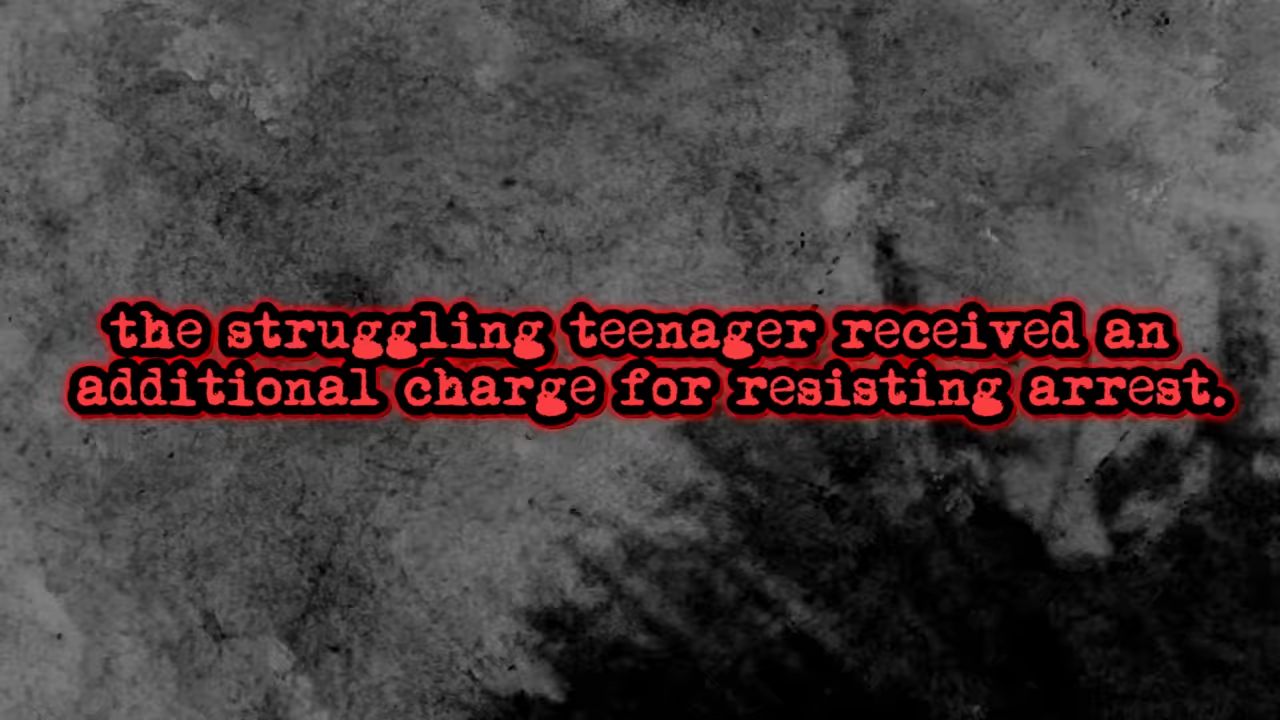 the struggling teenager received an
additional charge for resisting arrest.